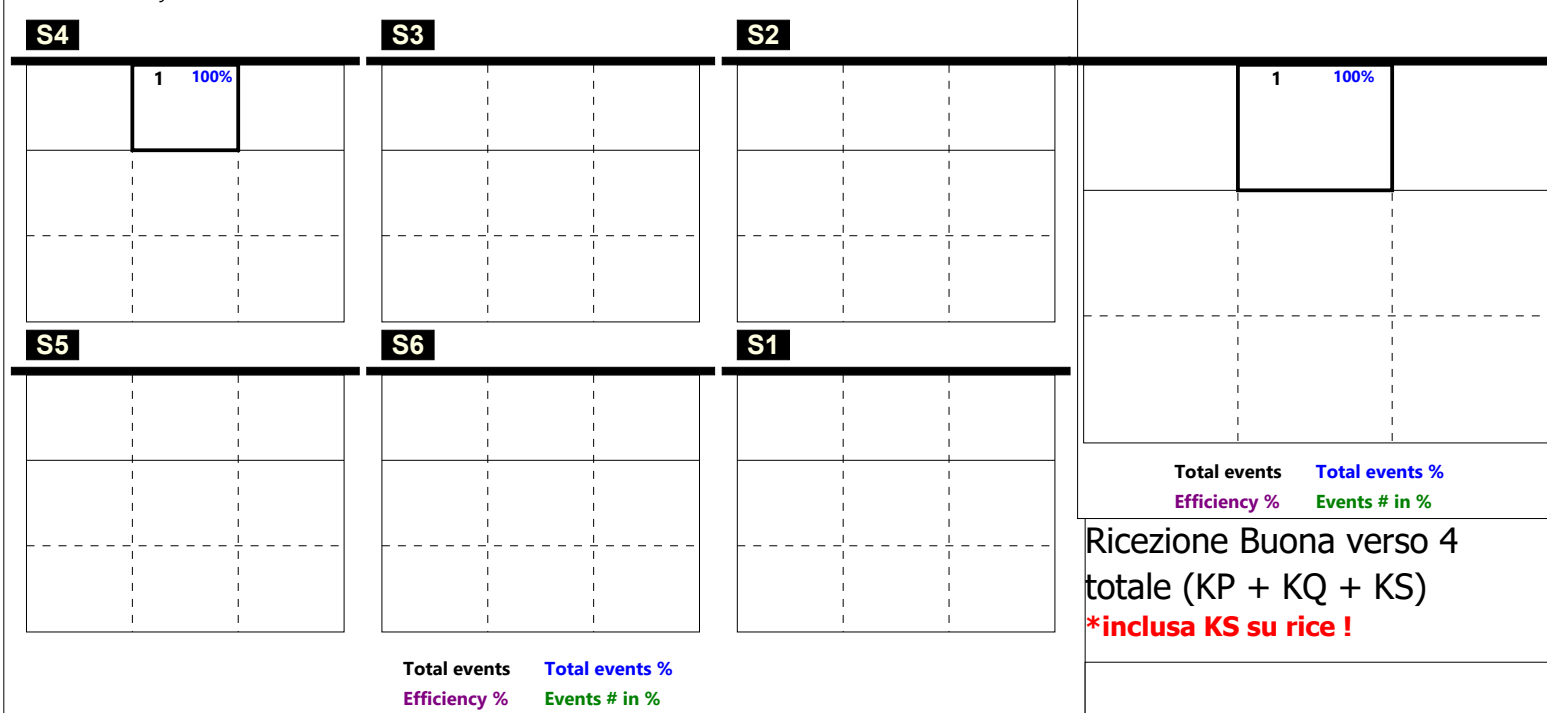 S4 S3 S2
1 100%
1 100%
S5 S6 S1
Total events Total events %
Efficiency % Events # in %
Ricezione Buona verso 4
totale (KP + KQ + KS)
*inclusa KS su rice !
Total events Total events %
Efficiency % Events # in %